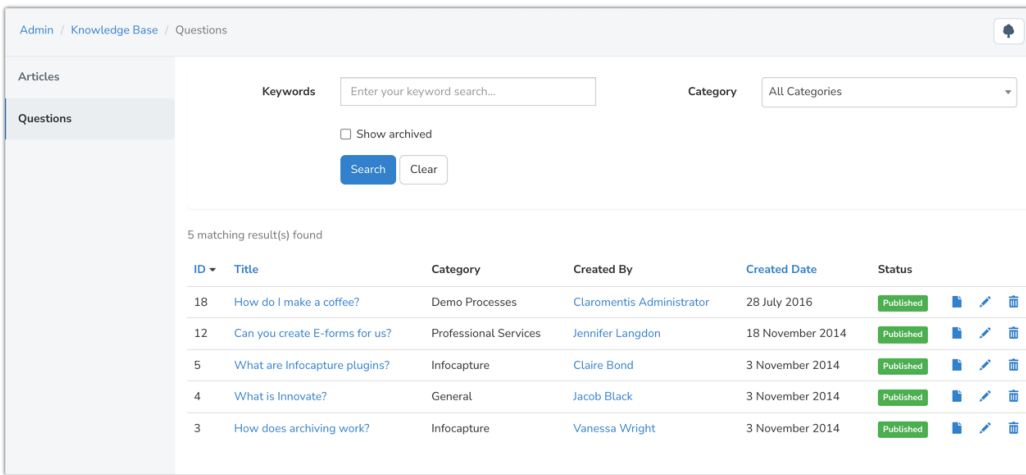 Admin / Knowledge Base / Questions
Articles
Questions
Keywords
Enter your keyword search...
Category
All Categories
Show archived
Search
Clear
5 matching result(s) found
ID Title Category Created By Created Date Status
18 How do I make a coffee? Demo Processes Claromentis Administrator 28 July 2016 Published
12 Can you create E-forms for us? Professional Services Jennifer Langdon 18 November 2014 Published
5 What are Infocapture plugins? Infocapture Claire Bond 3 November 2014 Published
4 What is Innovate? General Jacob Black 3 November 2014 Published
3 How does archiving work? Infocapture Vanessa Wright 3 November 2014 Published